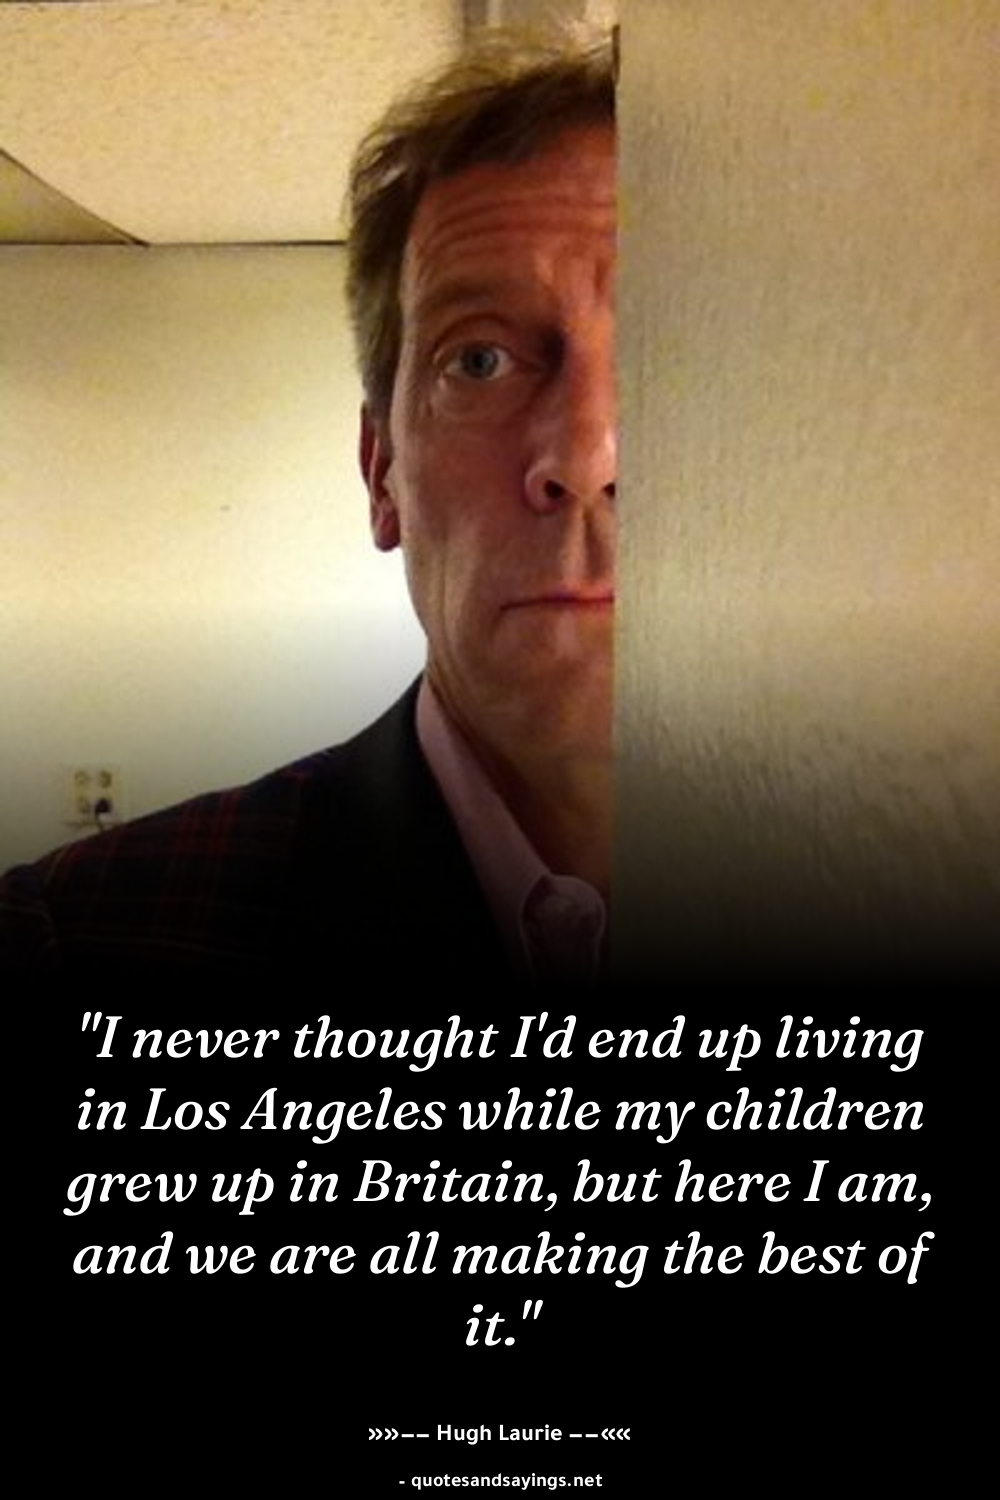 "I never thought I'd end up living
in Los Angeles while my children
grew up in Britain, but here I am,
and we are all making the best of
it."
»»−− Hugh Laurie −−««
- quotesandsayings.net